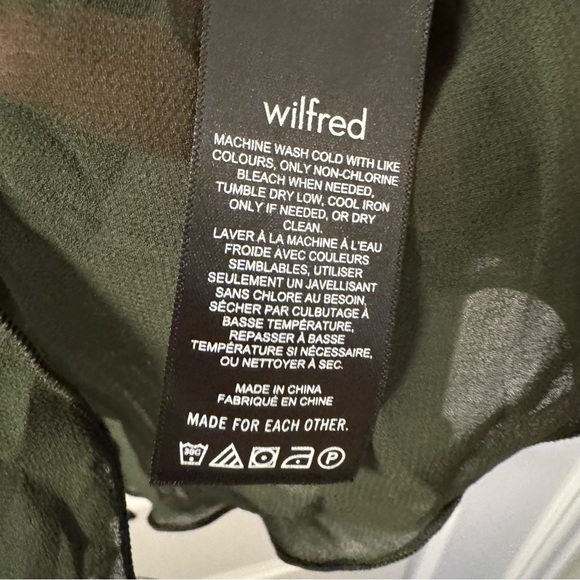 wilfred
MACHINE WASH COLD WITH LIKE
COLOURS, ONLY NON-CHLORINE
BLEACH WHEN NEEDED,
TUMBLE DRY LOW, COOL IRON
ONLY IF NEEDED, OR DRY
CLEAN.
LAVER À LA MACHINE À L'EAU
FROIDE AVEC COULEURS
SEMBLABLES, UTILISER
SEULEMENT UN JAVELLISANT
SANS CHLORE AU BESOIN,
SÉCHER PAR CULBUTAGE À
BASSE TEMPÉRATURE,
REPASSER À BASSE
TEMPÉRATURE SI NÉCESSAIRE,
OU NETTOYER À SEC.
MADE IN CHINA
FABRIQUÉ EN CHINE
MADE FOR EACH OTHER.
30C P